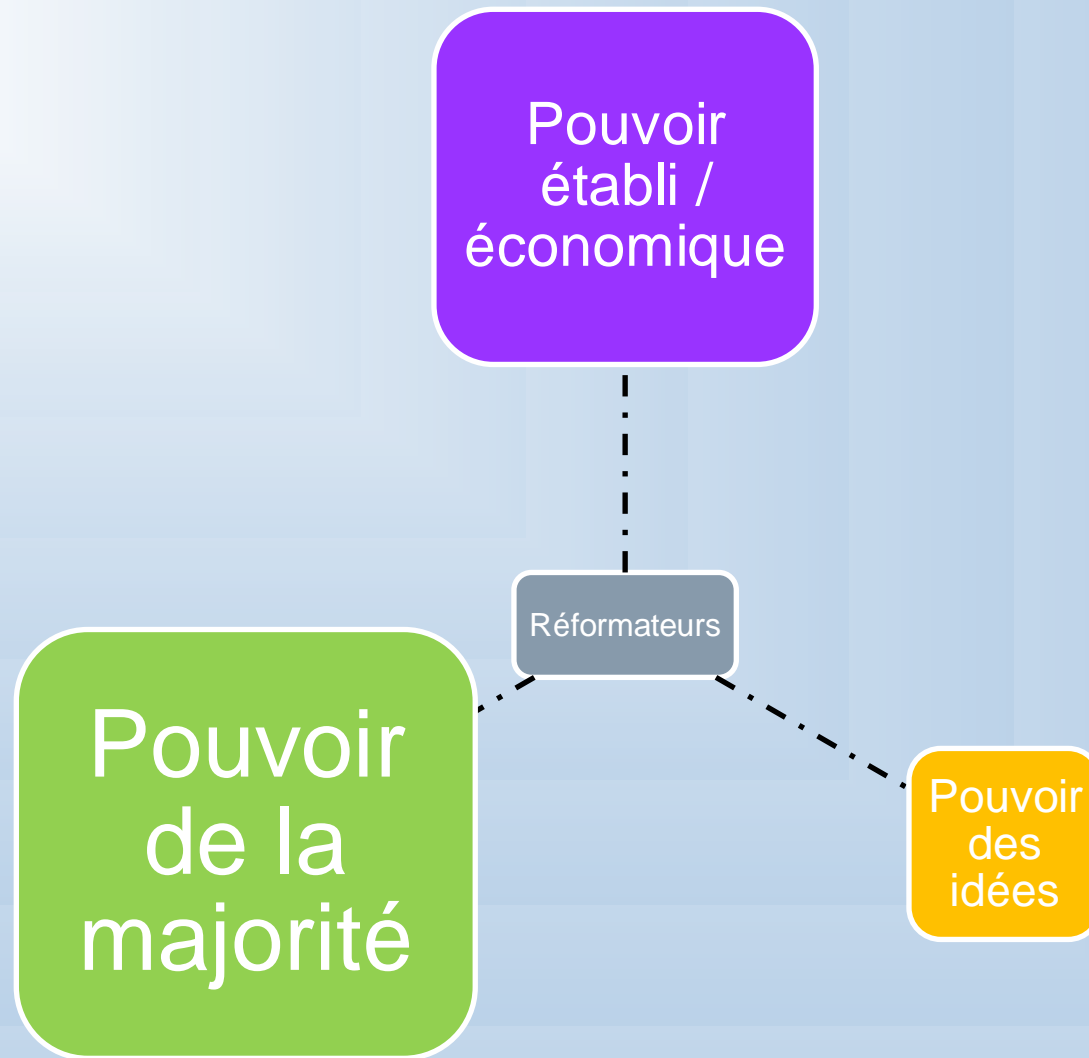 Pouvoir
établi /
économique
Réformateurs
Pouvoir
de la
majorité
Pouvoir
des
idées